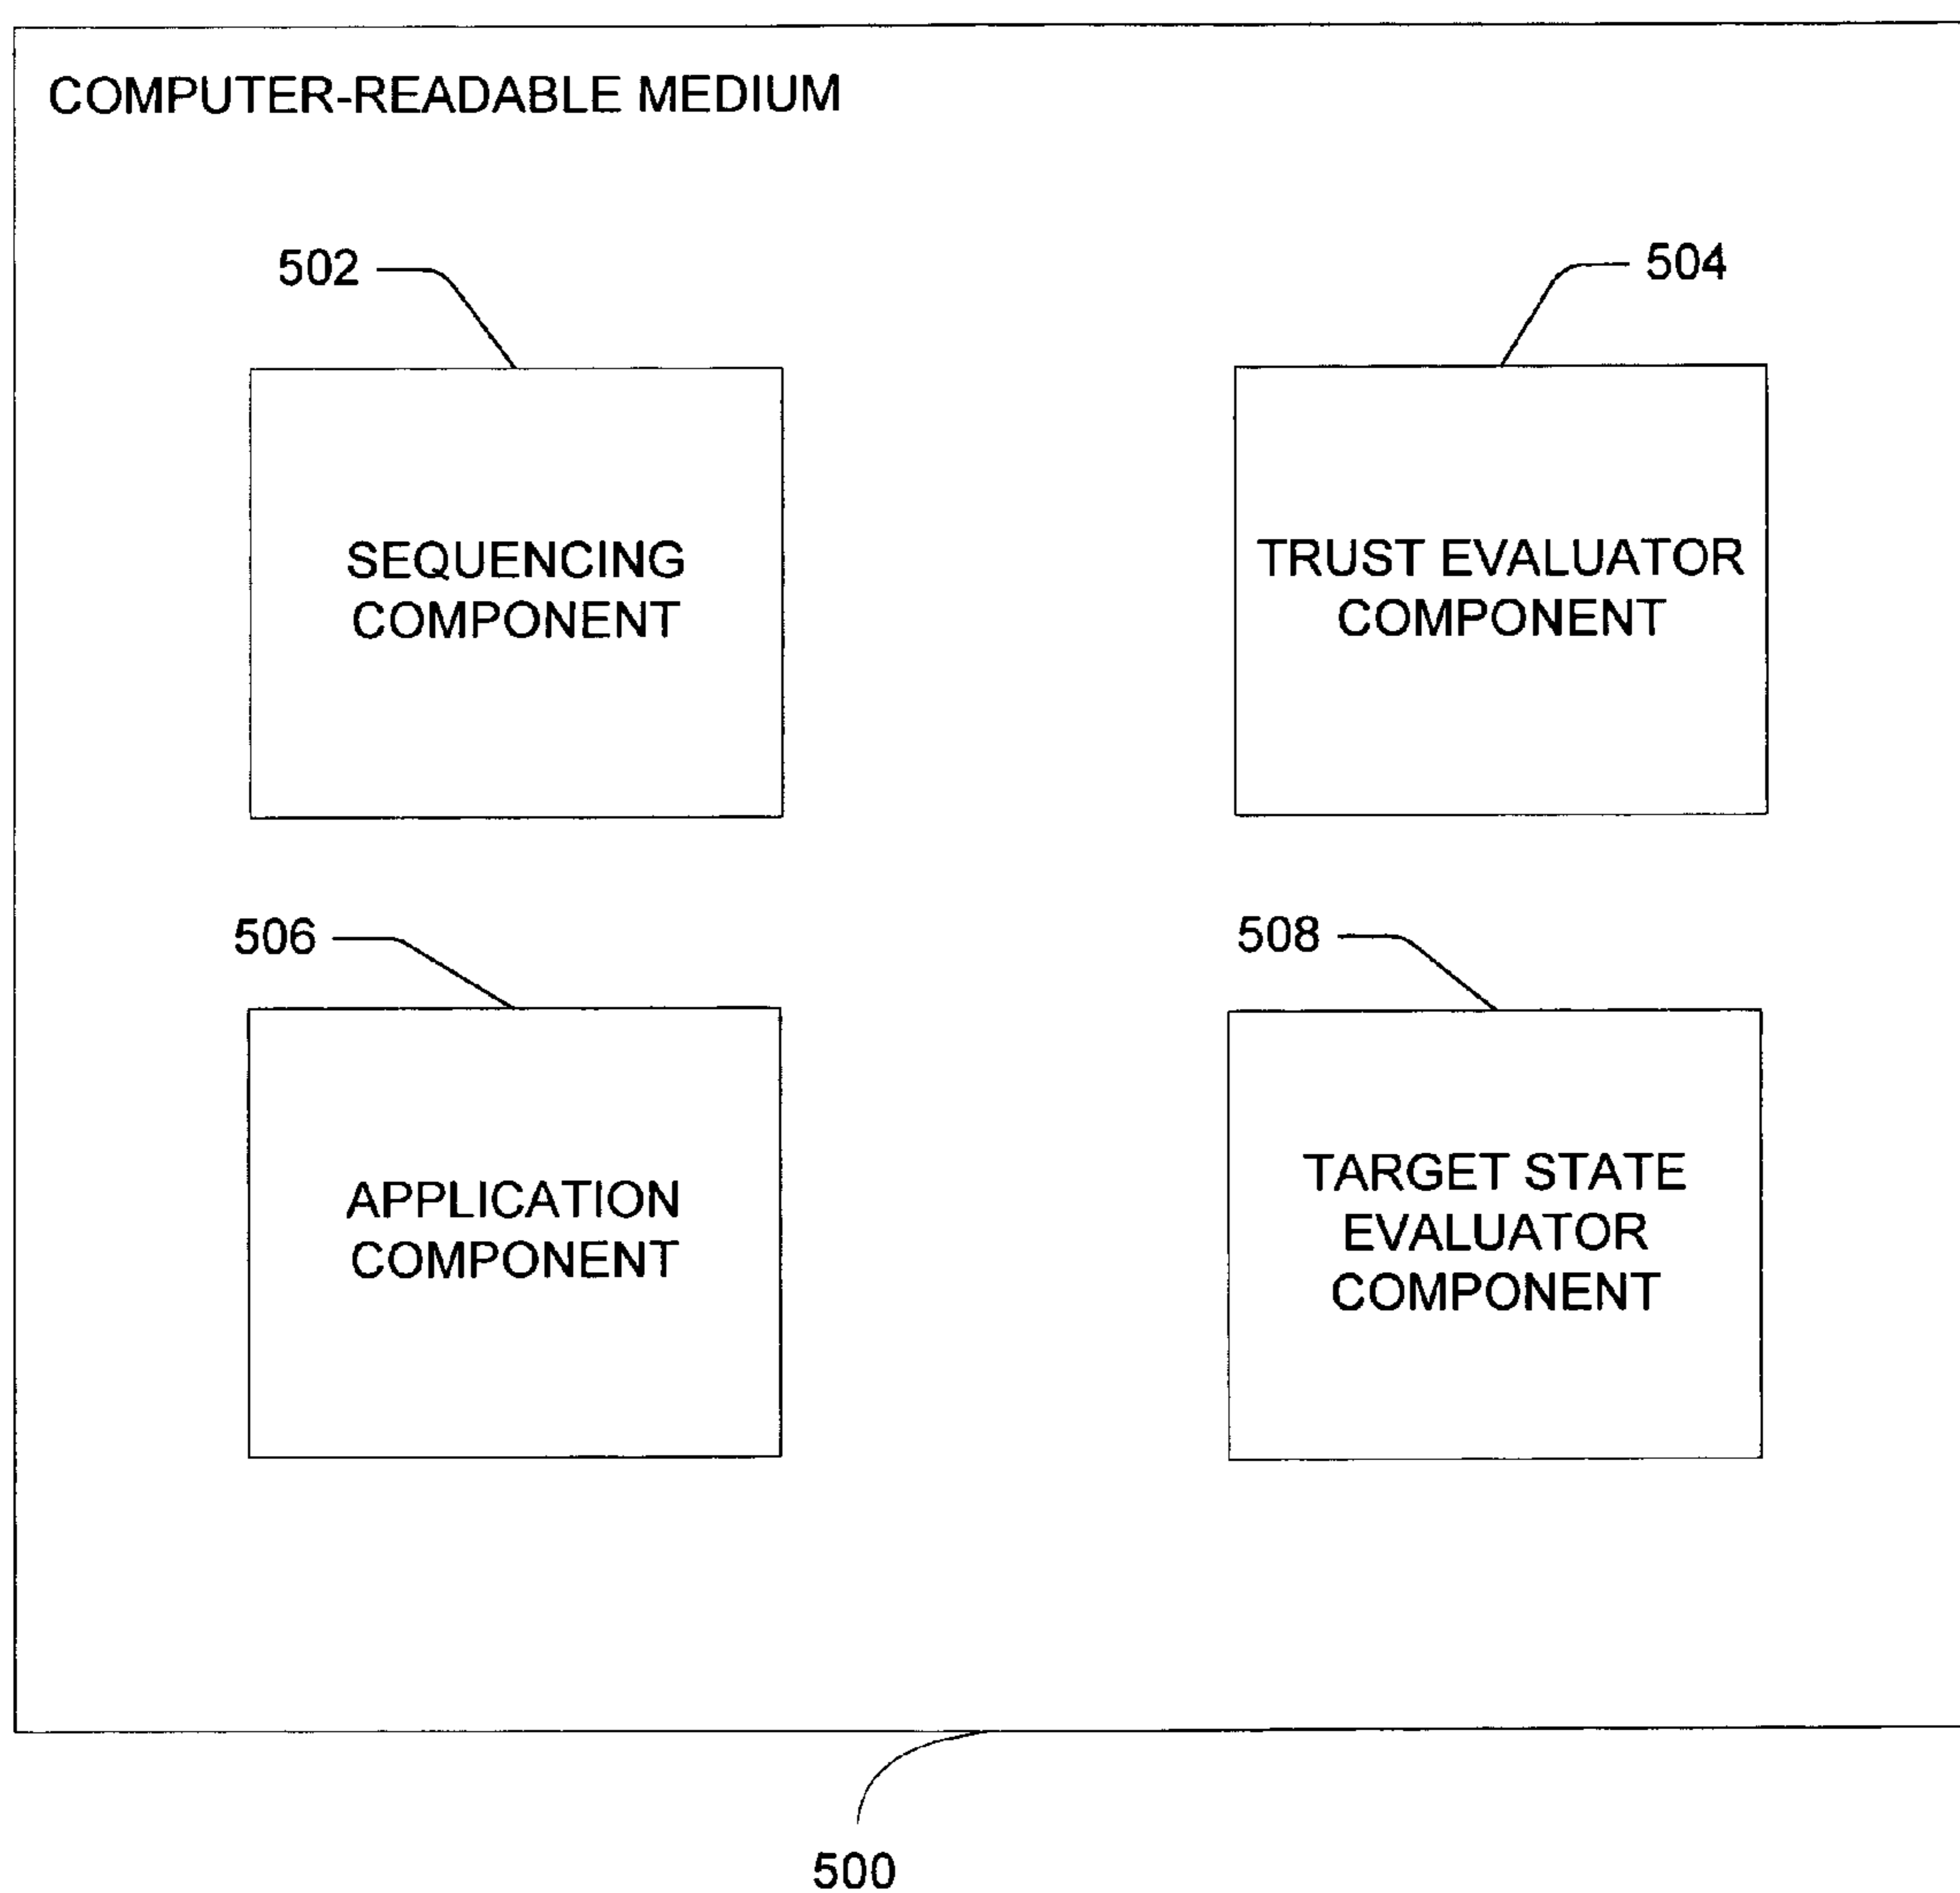 COMPUTER-READABLE MEDIUM
502
504
SEQUENCING
COMPONENT
TRUST EVALUATOR
COMPONENT
506
508
APPLICATION
COMPONENT
TARGET STATE
EVALUATOR
COMPONENT
500